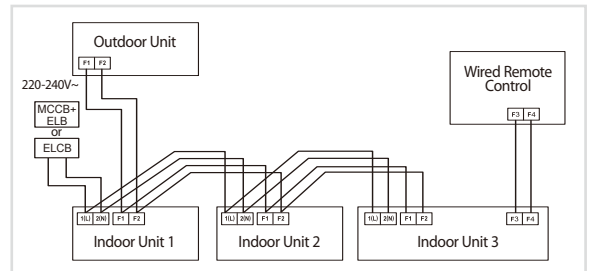 Outdoor Unit
F1 F2
220-240V~
MCCB+
ELB
or
ELCB
Wired Remote
Control
F3 F4
1(L) 2(N) F1 F2
Indoor Unit 1
1(L) 2(N) F1 F2
Indoor Unit 2
1(L) 2(N) F1 F2 F3 F4
Indoor Unit 3